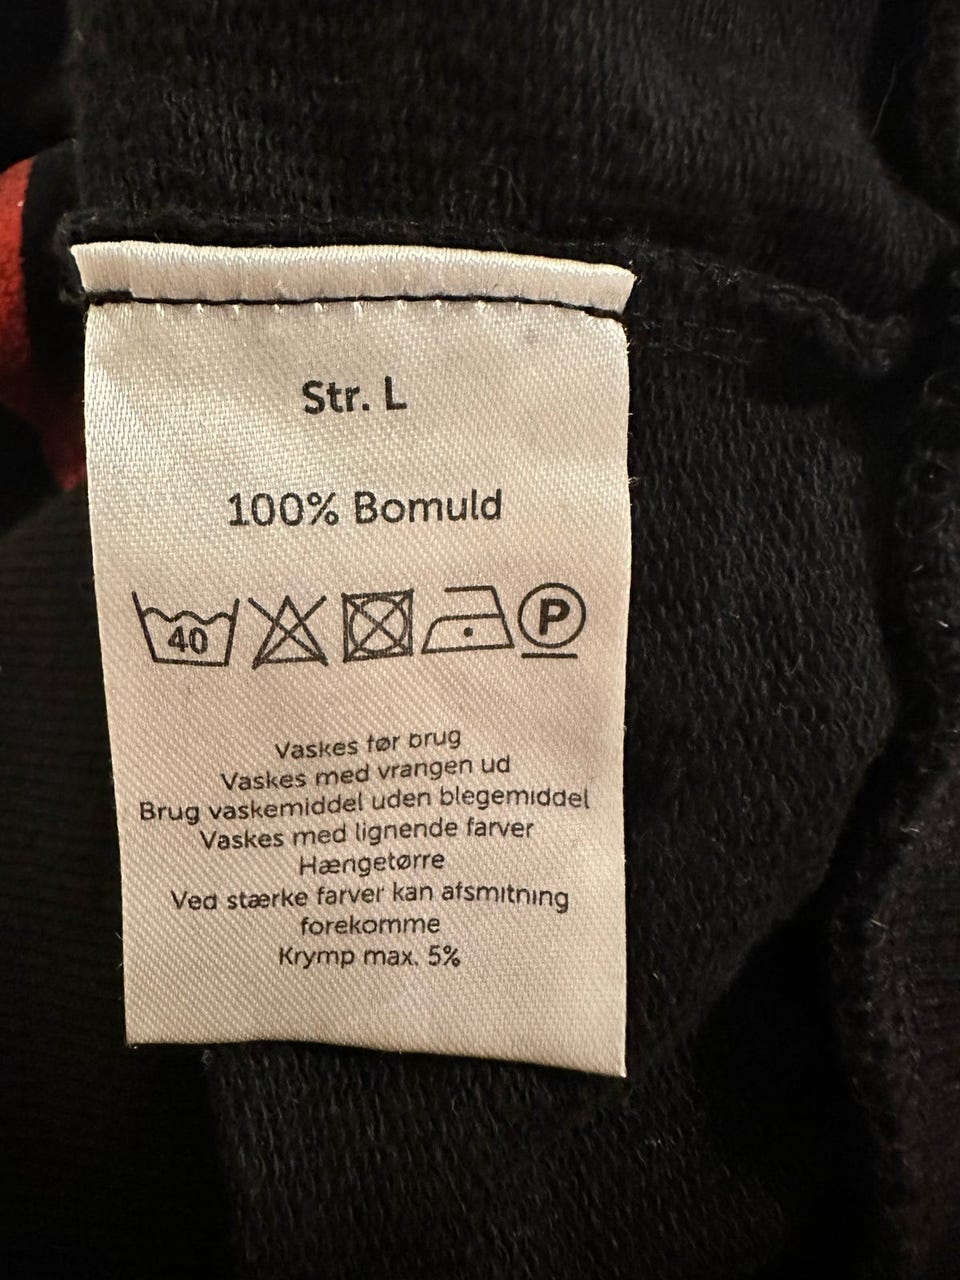 Str. L
100% Bomuld
40 P
Vaskes før brug
Vaskes med vrangen ud
Brug vaskemiddel uden blegemiddel
Vaskes med lignende farver
Hængetørre
Ved stærke farver kan afsmitning
forekomme
Krymp max. 5%